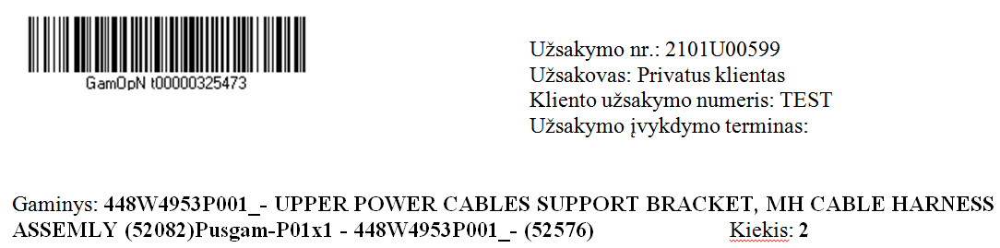 GamOpN t00000325473
Užsakymo nr.: 2101U00599
Užsakovas: Privatus klientas
Kliento užsakymo numeris: TEST
Užsakymo įvykdymo terminas:
Gaminys: 448W4953P001_- UPPER POWER CABLES SUPPORT BRACKET, MH CABLE HARNESS
ASSEMLY (52082)Pusgam-P01x1 - 448W4953P001_- (52576) Kiekis: 2